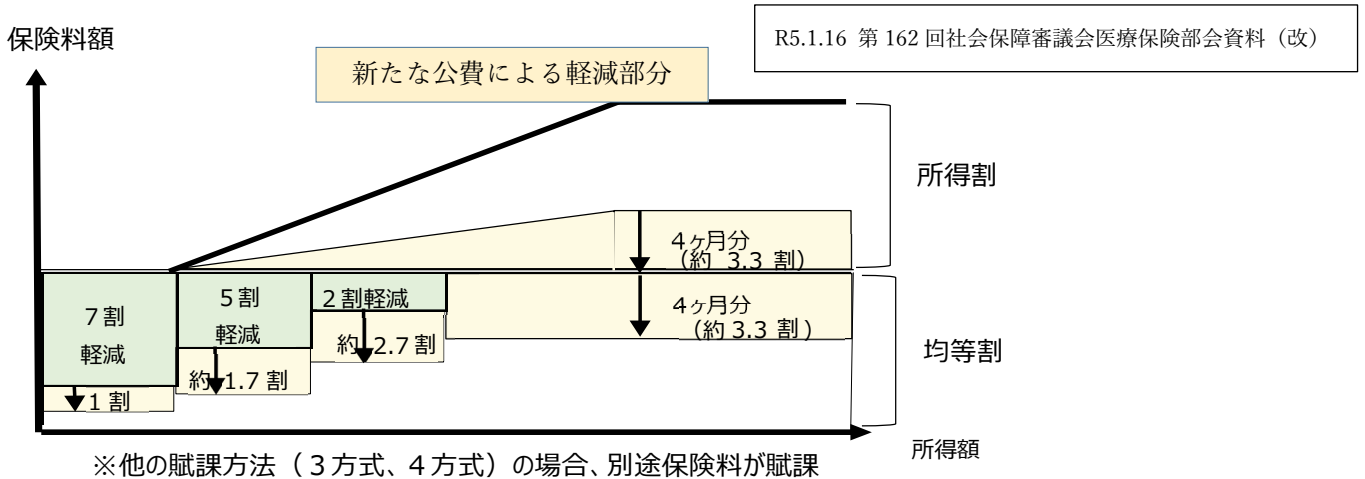 保険料額
R5.1.16 第 162 回社会保障審議会医療保険部会資料（改）
新たな公費による軽減部分
所得割
4ヶ月分
（約 3.3 割）
7割
軽減
5割
軽減
2割軽減
4ヶ月分
（約 3.3 割）
約 2.7 割
均等割
約 1.7 割
1割
所得額
※他の賦課方法（3方式、4方式）の場合、別途保険料が賦課